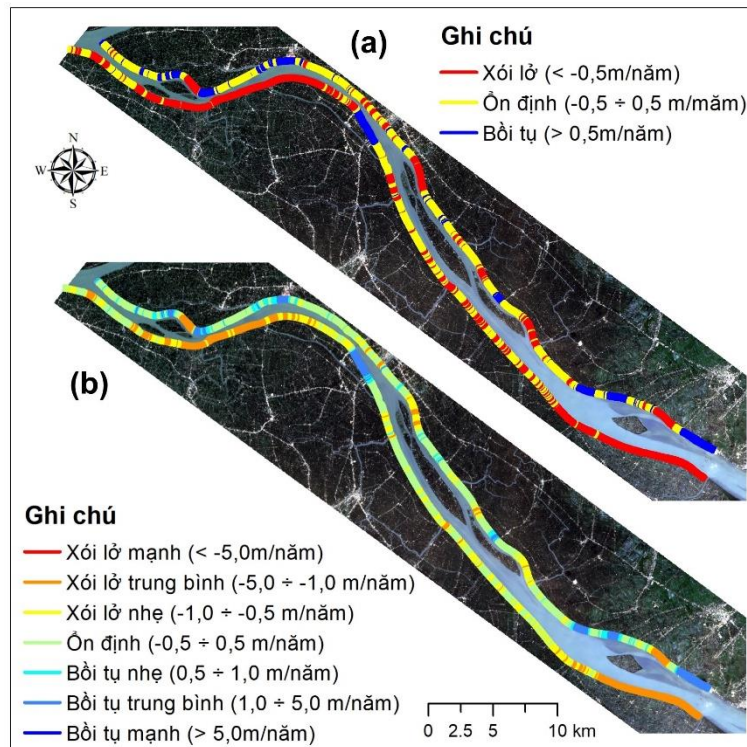 (a)
Ghi chú
Xói lở (< -0,5m/năm)
Ổn định (-0,5 ÷ 0,5 m/măm)
Bồi tụ (> 0,5m/năm)
N
W E
S
(b)
Ghi chú
Xói lở mạnh (< -5,0m/năm)
Xói lở trung bình (-5,0 ÷ -1,0 m/năm)
Xói lở nhẹ (-1,0 ÷ -0,5 m/năm)
Ổn định (-0,5 ÷ 0,5 m/năm)
Bồi tụ nhẹ (0,5 ÷ 1,0 m/năm)
Bồi tụ trung bình (1,0 ÷ 5,0 m/năm)
Bồi tụ mạnh (> 5,0m/năm)
0 2.5 5 10 km